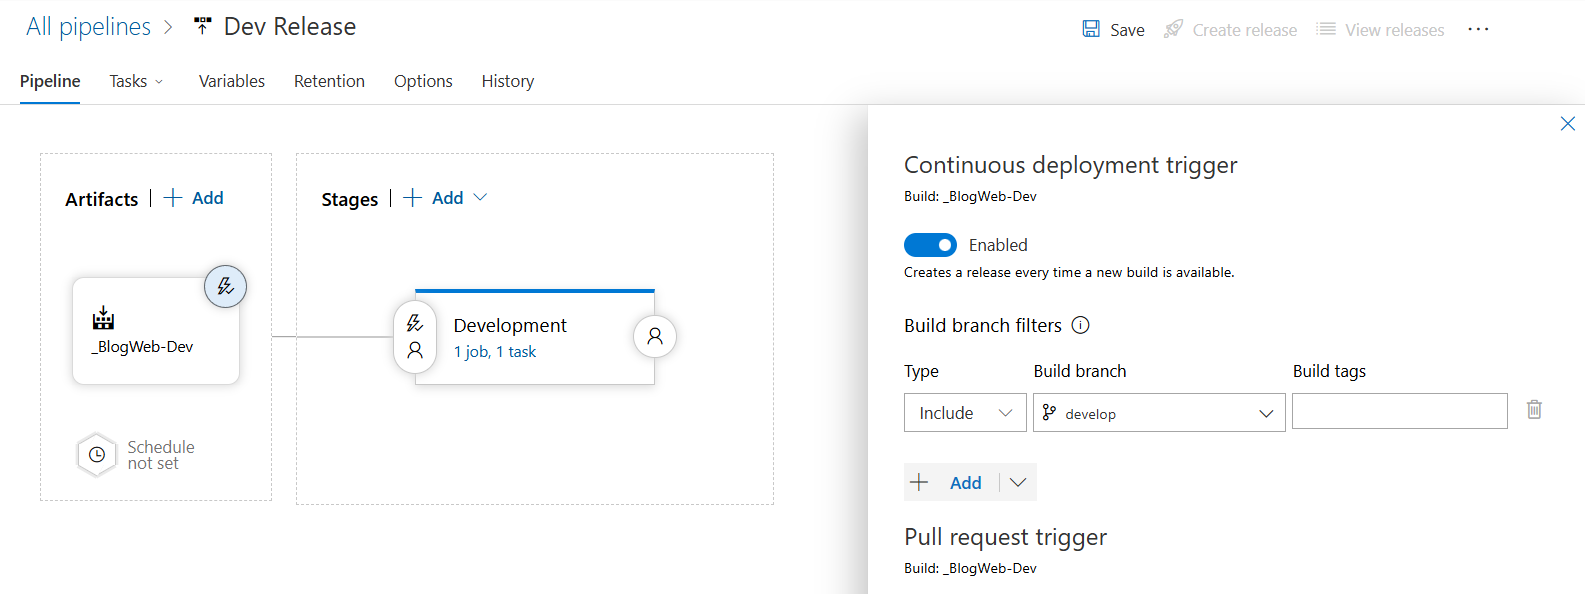 All pipelines > Dev Release
Save Create release View releases ...
Pipeline Tasks Variables Retention Options History
Artifacts | + Add
Stages | + Add
_BlogWeb-Dev
Schedule
not set
Development
1 job, 1 task
Continuous deployment trigger
Build: _BlogWeb-Dev
Enabled
Creates a release every time a new build is available.
Build branch filters
Type Build branch Build tags
Include develop
+ Add
Pull request trigger
Build: _BlogWeb-Dev